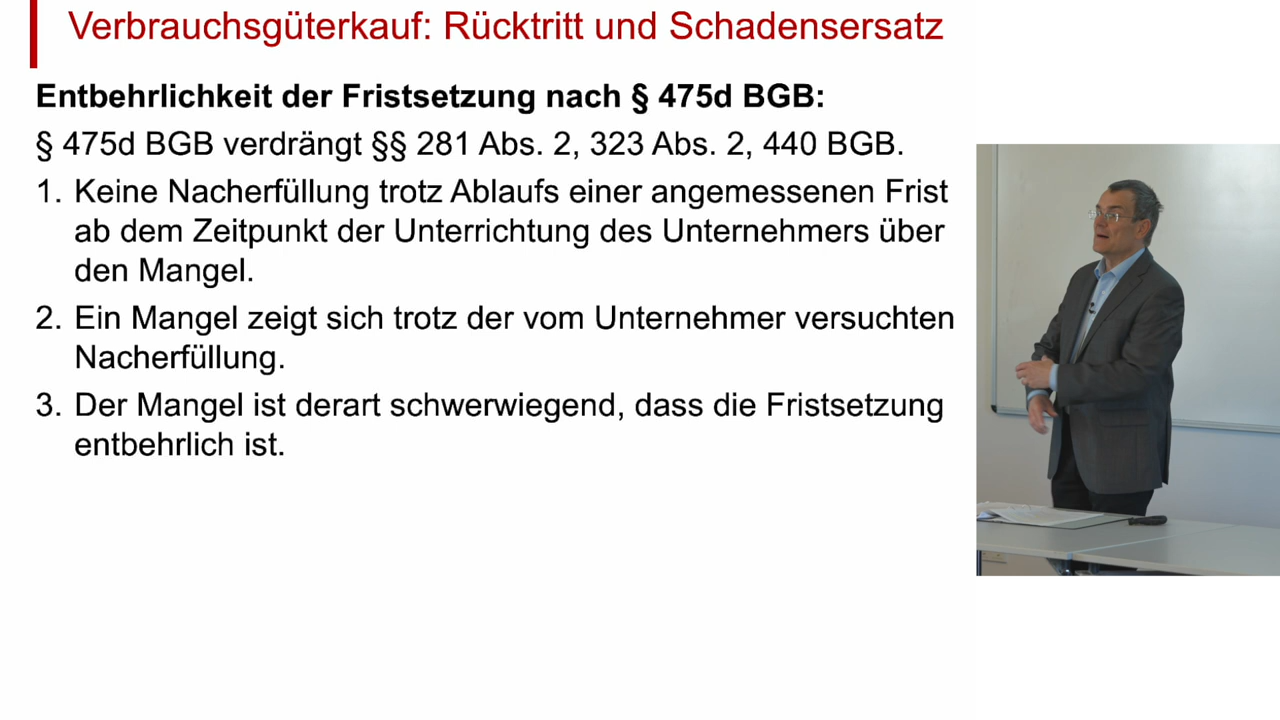 Verbrauchsgüterkauf: Rücktritt und Schadensersatz
Entbehrlichkeit der Fristsetzung nach § 475d BGB:
§ 475d BGB verdrängt §§ 281 Abs. 2, 323 Abs. 2, 440 BGB.
1. Keine Nacherfüllung trotz Ablaufs einer angemessenen Frist
ab dem Zeitpunkt der Unterrichtung des Unternehmers über
den Mangel.
2. Ein Mangel zeigt sich trotz der vom Unternehmer versuchten
Nacherfüllung.
3. Der Mangel ist derart schwerwiegend, dass die Fristsetzung
entbehrlich ist.